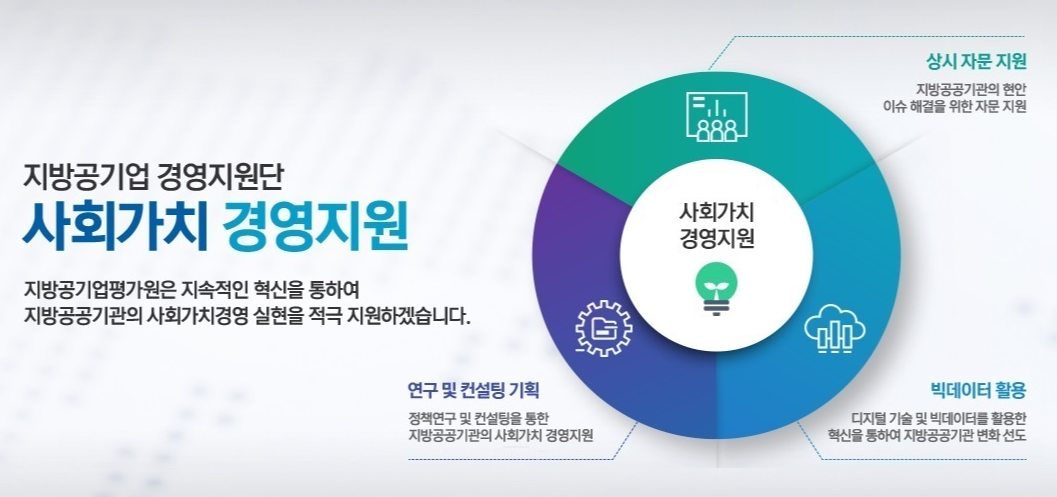 지방공기업 경영지원단
사회가치 경영지원
지방공기업평가원은 지속적인 혁신을 통하여
지방공공기관의 사회가치경영 실현을 적극 지원하겠습니다.
상시 자문 지원
지방공공기관의 현안
이슈 해결을 위한 자문 지원
사회가치
경영지원
연구 및 컨설팅 기획
정책연구 및 컨설팅을 통한
지방공공기관의 사회가치 경영지원
빅데이터 활용
디지털 기술 및 빅데이터를 활용한
혁신을 통하여 지방공공기관 변화 선도